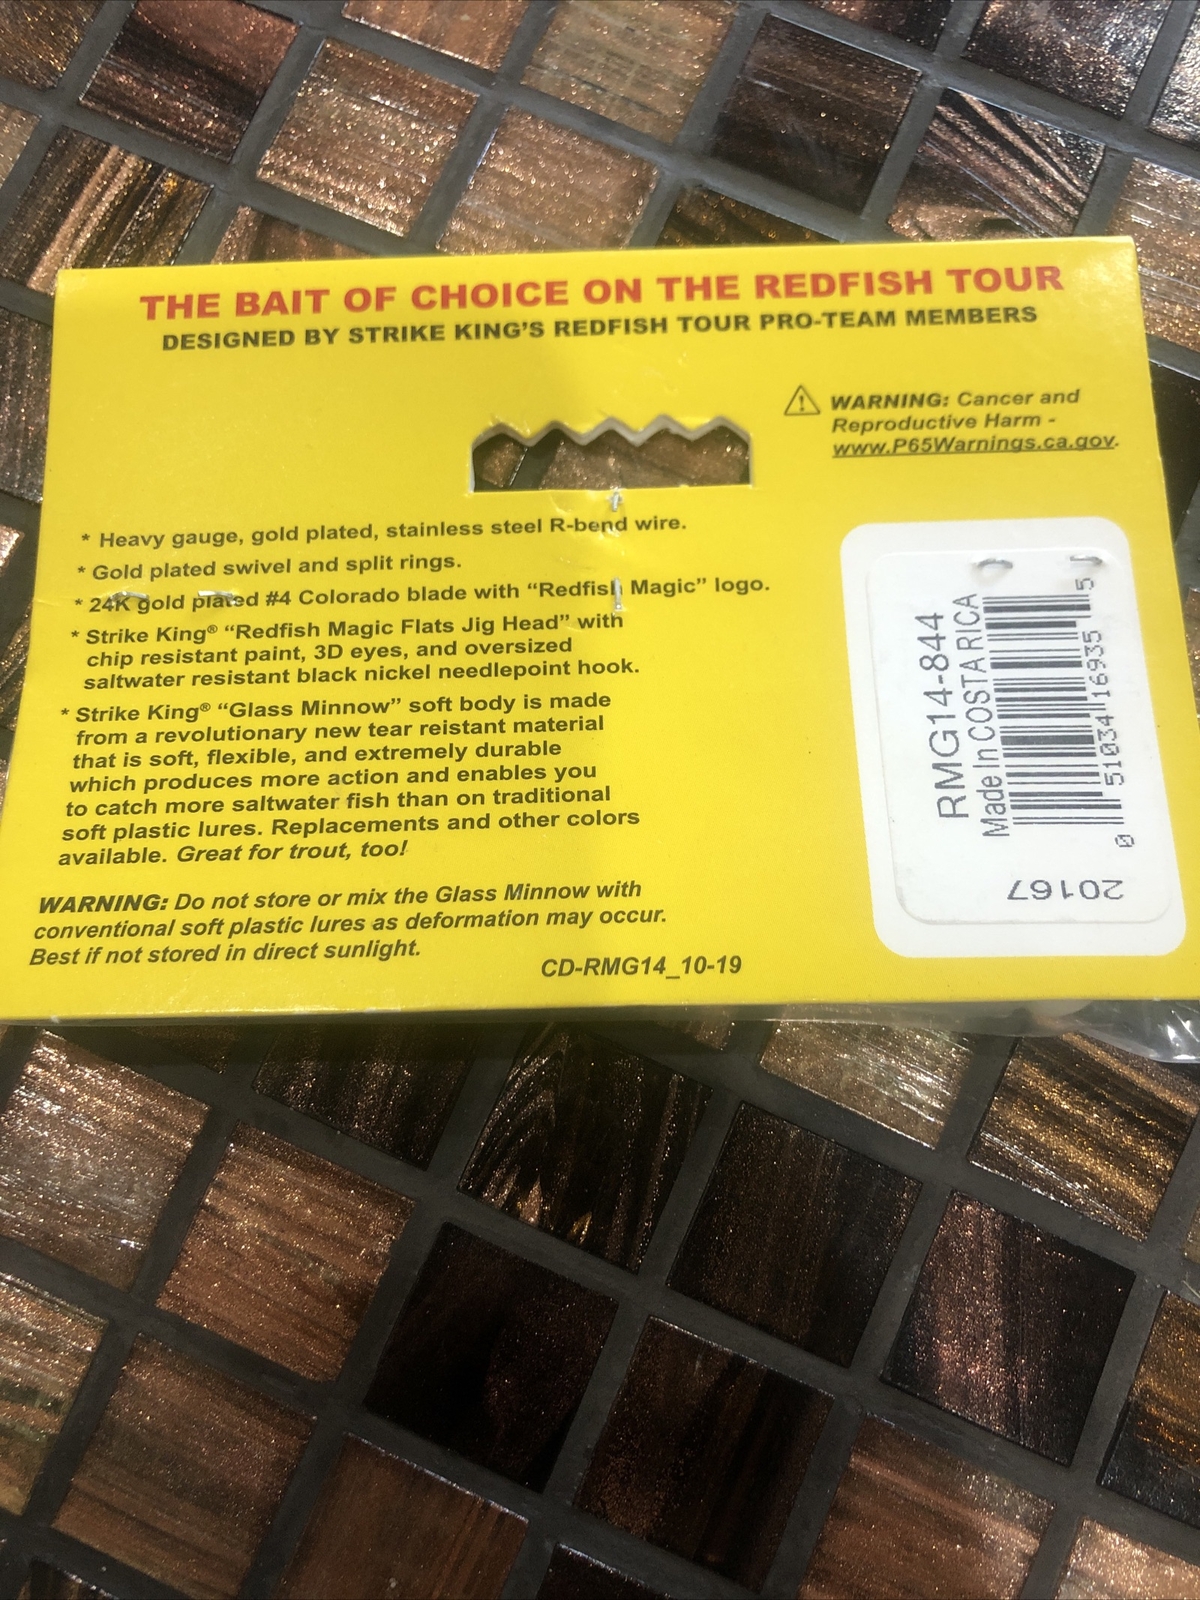 THE BAIT OF CHOICE ON THE REDFISH TOUR
DESIGNED BY STRIKE KING'S REDFISH TOUR PRO-TEAM MEMBERS
WARNING: Cancer and
Reproductive Harm -
www.P65Warnings.ca.gov.
* Heavy gauge, gold plated, stainless steel R-bend wire.
* Gold plated swivel and split rings.
* 24K gold plated #4 Colorado blade with “Redfish Magic” logo.
* Strike King® “Redfish Magic Flats Jig Head” with
chip resistant paint, 3D eyes, and oversized
saltwater resistant black nickel needlepoint hook.
* Strike King® “Glass Minnow” soft body is made
from a revolutionary new tear reistant material
that is soft, flexible, and extremely durable
which produces more action and enables you
to catch more saltwater fish than on traditional
soft plastic lures. Replacements and other colors
available. Great for trout, too!
WARNING: Do not store or mix the Glass Minnow with
conventional soft plastic lures as deformation may occur.
Best if not stored in direct sunlight.
CD-RMG14_10-19
RMG14-844
Made In COSTA RICA
0 51034 16935 5
20167